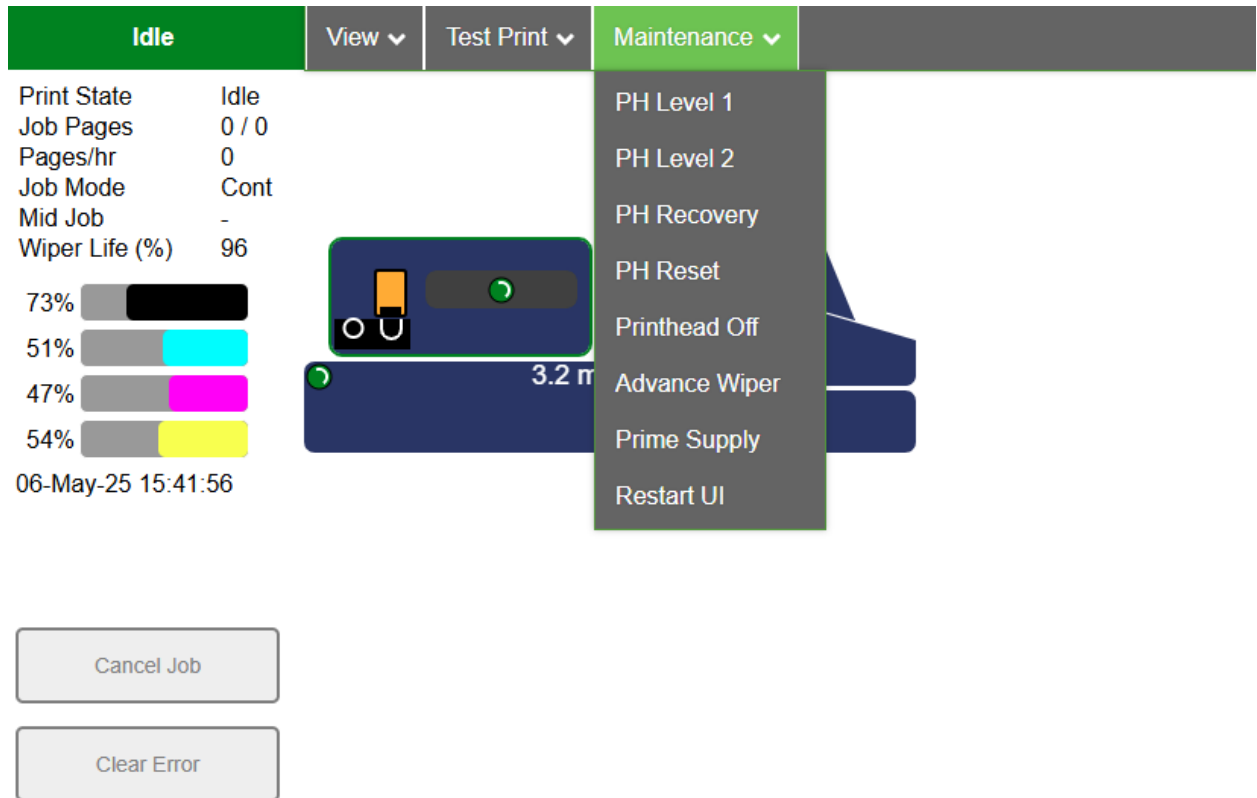 Idle
View
Test Print
Maintenance
Print State Idle
Job Pages 0 / 0
Pages/hr 0
Job Mode Cont
Mid Job -
Wiper Life (%) 96
73%
51%
47%
54%
06-May-25 15:41:56
3.2 m
PH Level 1
PH Level 2
PH Recovery
PH Reset
Printhead Off
Advance Wiper
Prime Supply
Restart UI
Cancel Job
Clear Error